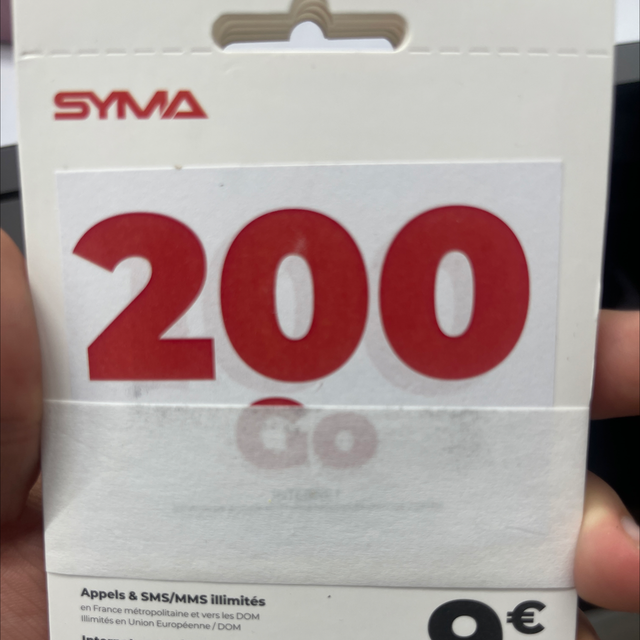 SYMA
200
Go
INTERNET
Appels & SMS/MMS illimités
en France métropolitaine et vers les DOM
Illimités en Union Européenne / DOM
€